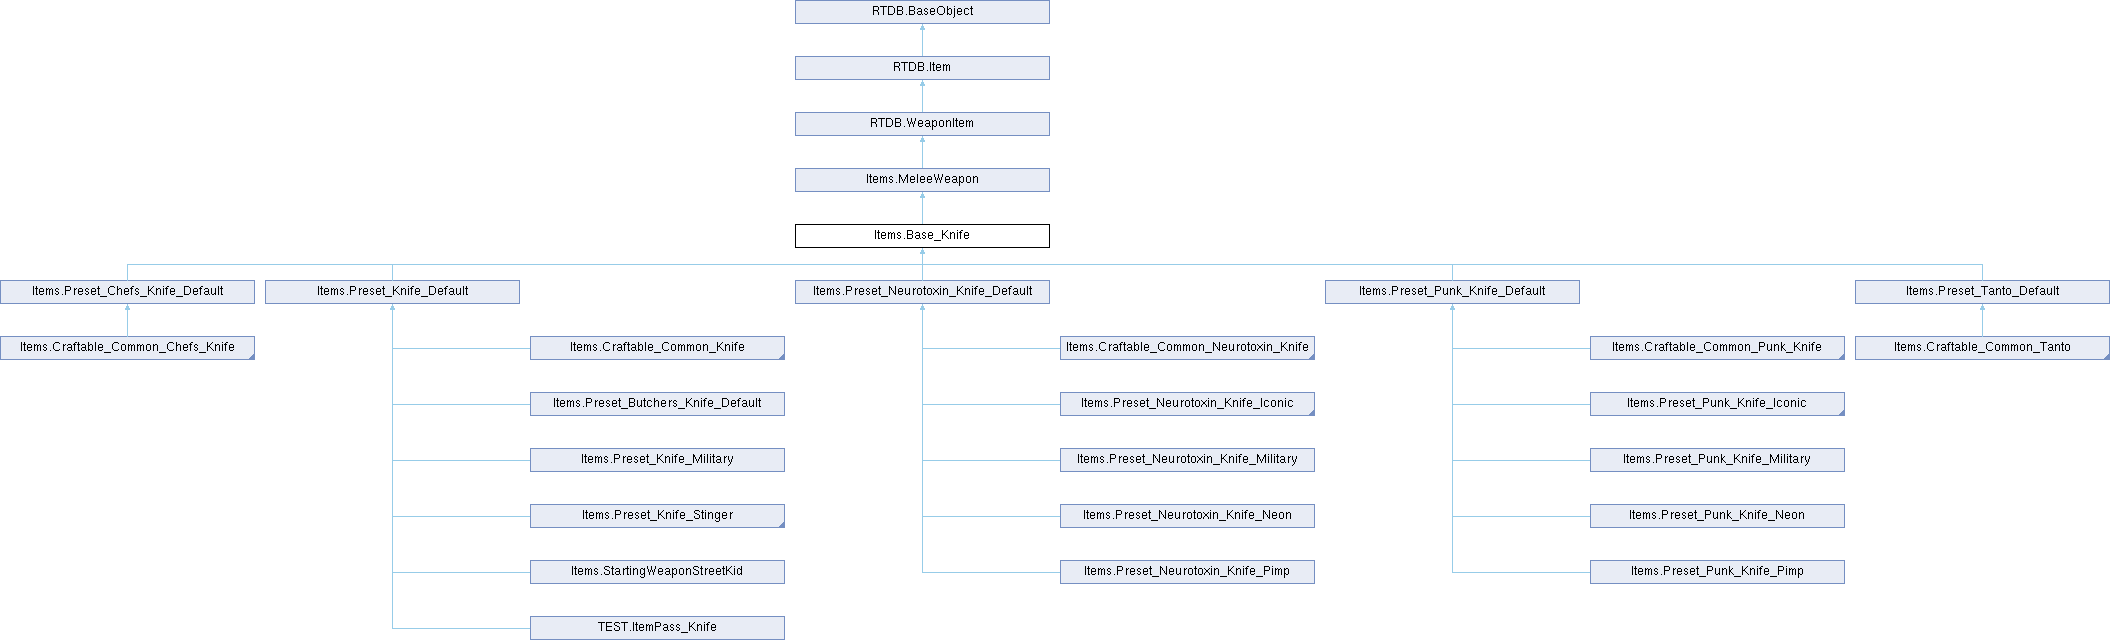 RTDB.BaseObject
RTDB.Item
RTDB.WeaponItem
Items.MeleeWeapon
Items.Base_Knife
Items.Preset_Chefs_Knife_Default
Items.Preset_Knife_Default
Items.Preset_Neurotoxin_Knife_Default
Items.Preset_Punk_Knife_Default
Items.Preset_Tanto_Default
Items.Craftable_Common_Chefs_Knife
Items.Craftable_Common_Knife
Items.Craftable_Common_Neurotoxin_Knife
Items.Craftable_Common_Punk_Knife
Items.Craftable_Common_Tanto
Items.Preset_Butchers_Knife_Default
Items.Preset_Neurotoxin_Knife_Iconic
Items.Preset_Punk_Knife_Iconic
Items.Preset_Knife_Military
Items.Preset_Neurotoxin_Knife_Military
Items.Preset_Punk_Knife_Military
Items.Preset_Knife_Stinger
Items.Preset_Neurotoxin_Knife_Neon
Items.Preset_Punk_Knife_Neon
Items.StartingWeaponStreetKid
Items.Preset_Neurotoxin_Knife_Pimp
Items.Preset_Punk_Knife_Pimp
TEST.ItemPass_Knife